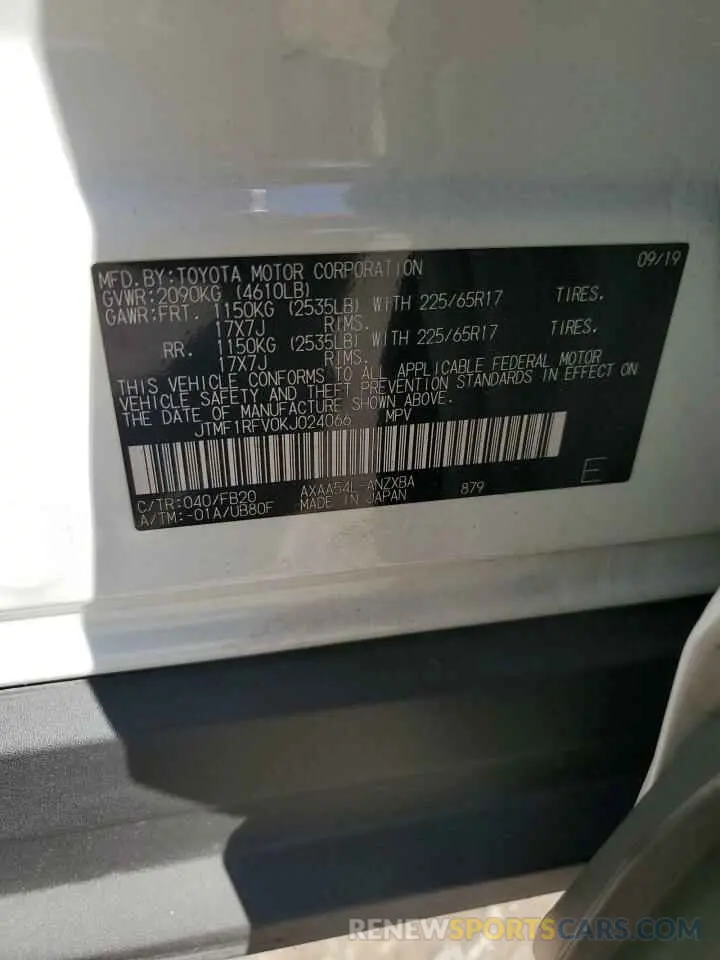 MFD.BY:TOYOTA MOTOR CORPORATION 09/19
GVWR:2090KG (4610LB)
GAWR:FRT. 1150KG (2535LB) WITH 225/65R17 TIRES.
17X7J RIMS.
RR. 1150KG (2535LB) WITH 225/65R17 TIRES.
17X7J RIMS.
THIS VEHICLE CONFORMS TO ALL APPLICABLE FEDERAL MOTOR
VEHICLE SAFETY AND THEFT PREVENTION STANDARDS IN EFFECT ON
THE DATE OF MANUFACTURE SHOWN ABOVE.
JTMF1RFV0KJ024066 MPV
C/TR:040/FB20 AXAA54L-ANZXBA 879 E
A/TM:-01A/UB80F MADE IN JAPAN
RENEWSPORTSCARS.COM